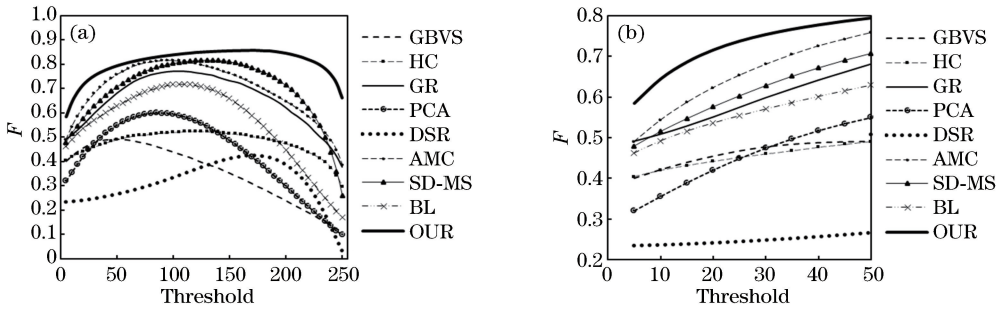 (a)
F
1.0
0.9
0.8
0.7
0.6
0.5
0.4
0.3
0.2
0.1
0
0 50 100 150 200 250
Threshold
GBVS
HC
GR
PCA
DSR
AMC
SD-MS
BL
OUR
(b)
F
0.8
0.7
0.6
0.5
0.4
0.3
0.2
0 10 20 30 40 50
Threshold
GBVS
HC
GR
PCA
DSR
AMC
SD-MS
BL
OUR